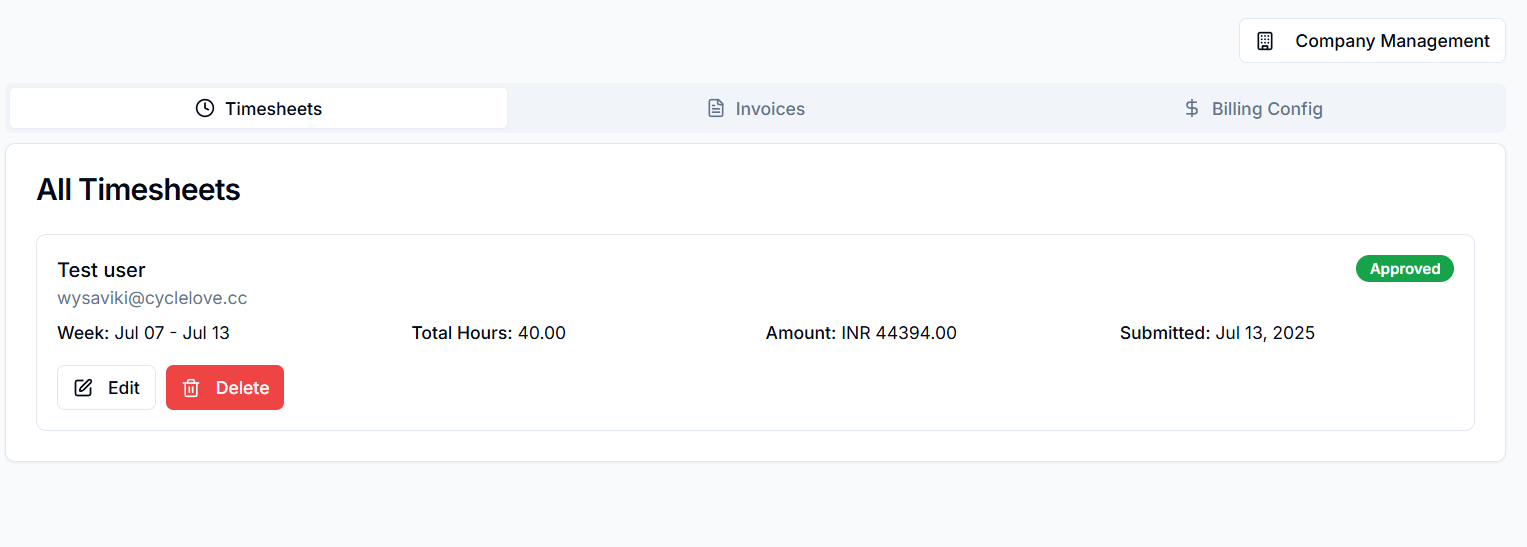 Company Management
Timesheets
Invoices
Billing Config
All Timesheets
Test user
Approved
wysaviki@cyclelove.cc
Week: Jul 07 - Jul 13
Total Hours: 40.00
Amount: INR 44394.00
Submitted: Jul 13, 2025
Edit
Delete